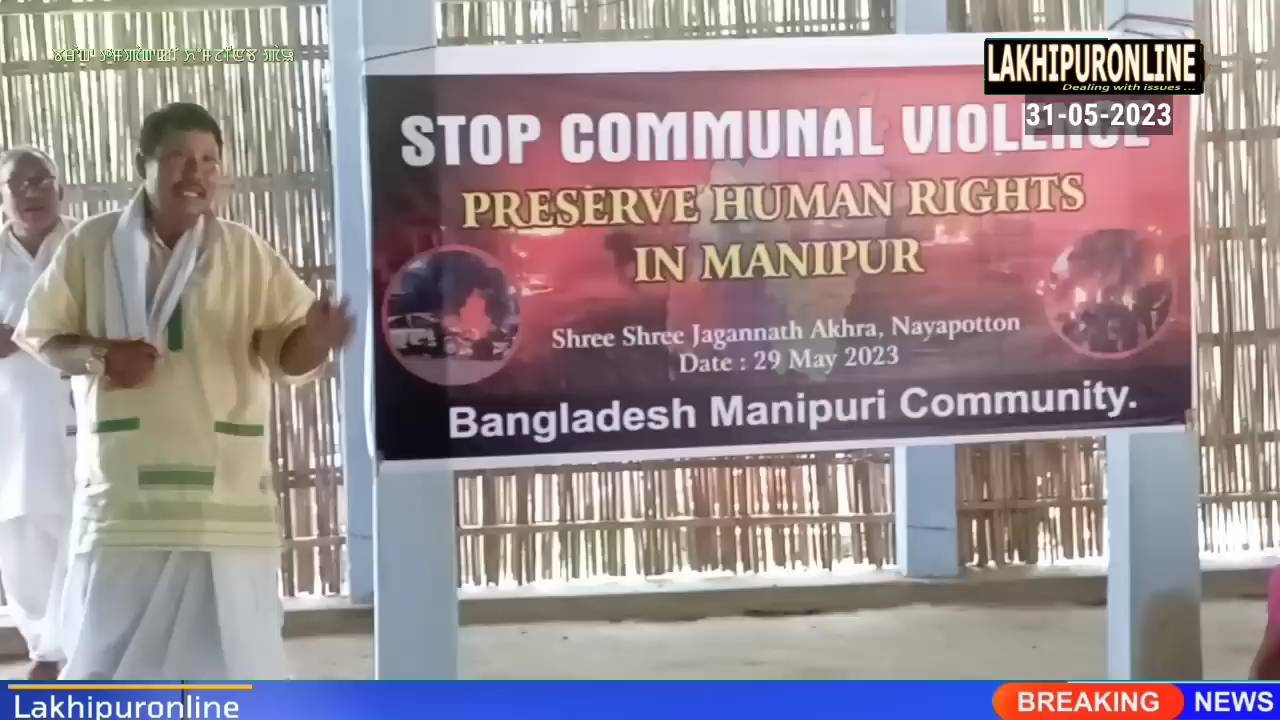 LAKHIPURONLINE
Dealing with issues ...
31-05-2023
STOP COMMUNAL VIOLENCE
PRESERVE HUMAN RIGHTS
IN MANIPUR
Shree Shree Jagannath Akhra, Nayapotton
Date : 29 May 2023
Bangladesh Manipuri Community.
Lakhipuronline
BREAKING NEWS